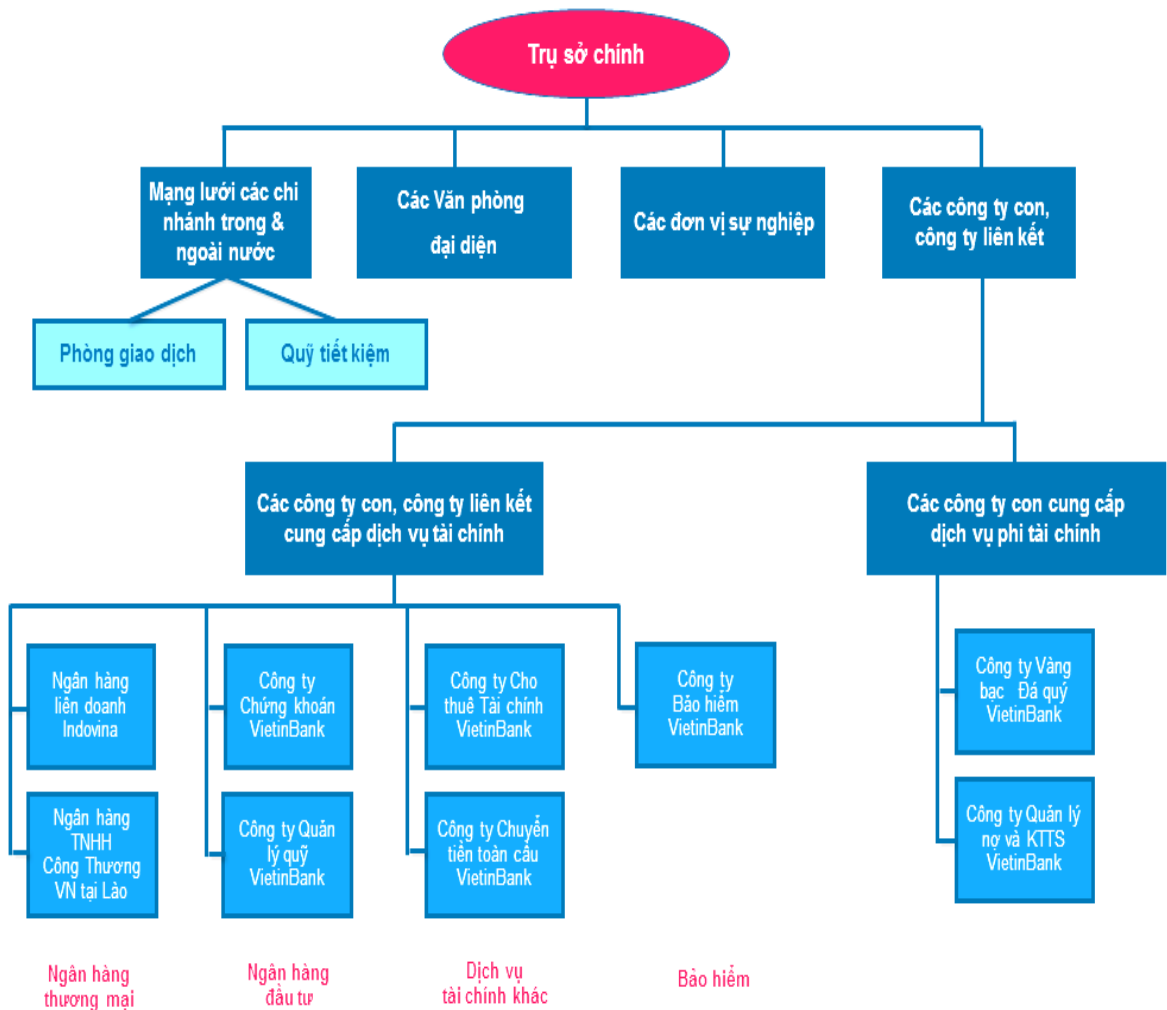 Trụ sở chính
Mạng lưới các chi
nhánh trong &
ngoài nước
Các Văn phòng
đại diện
Các đơn vị sự nghiệp
Các công ty con,
công ty liên kết
Phòng giao dịch
Quỹ tiết kiệm
Các công ty con, công ty liên kết
cung cấp dịch vụ tài chính
Các công ty con cung cấp
dịch vụ phi tài chính
Ngân hàng
liên doanh
Indovina
Công ty
Chứng khoán
VietinBank
Công ty Cho
thuê Tài chính
VietinBank
Công ty
Bảo hiểm
VietinBank
Công ty Vàng
bạc Đá quý
VietinBank
Ngân hàng
TNHH
Công Thương
VN tại Lào
Công ty Quản
lý quỹ
VietinBank
Công ty Chuyển
tiền toàn cầu
VietinBank
Công ty Quản lý
nợ và KTTS
VietinBank
Ngân hàng
thương mại
Ngân hàng
đầu tư
Dịch vụ
tài chính khác
Bảo hiểm